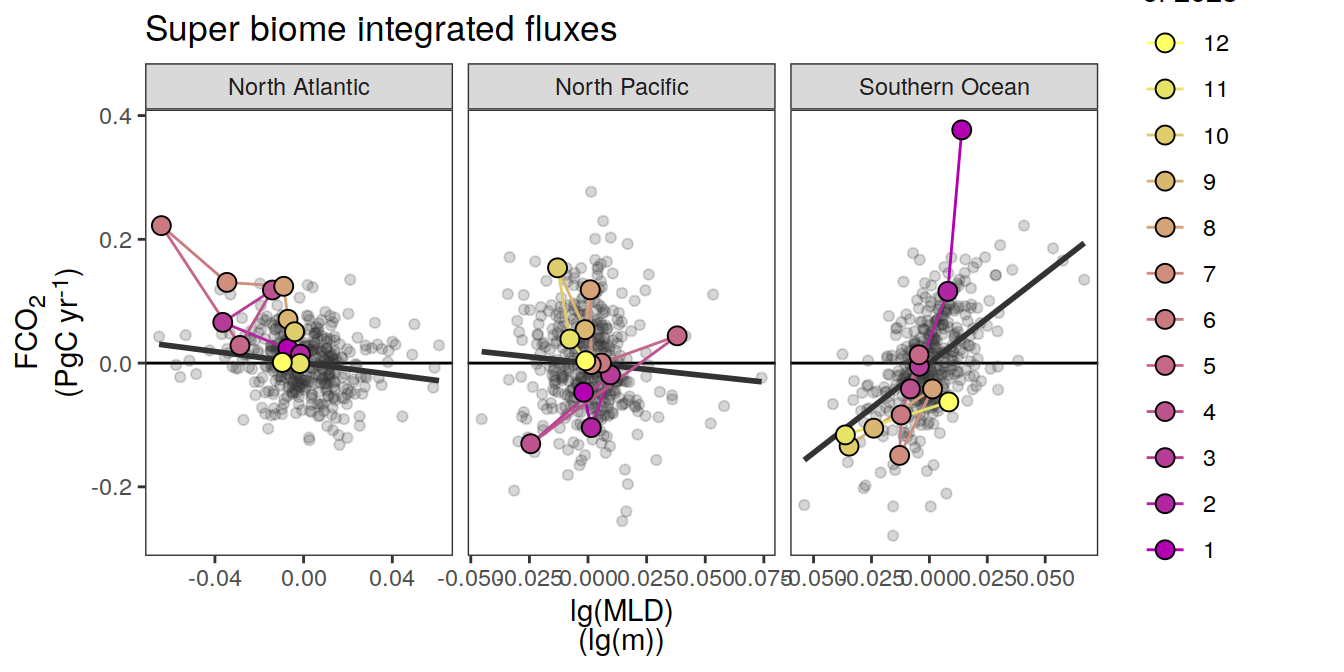 Super biome integrated fluxes
North Atlantic
North Pacific
Southern Ocean
0.4
0.2
0.0
-0.2
FCO2
(PgC yr-1)
-0.04 0.00 0.04
-0.050 -0.025 0.000 0.025 0.050 0.075
-0.050 -0.025 0.000 0.025 0.050
lg(MLD)
(lg(m))
12
11
10
9
8
7
6
5
4
3
2
1